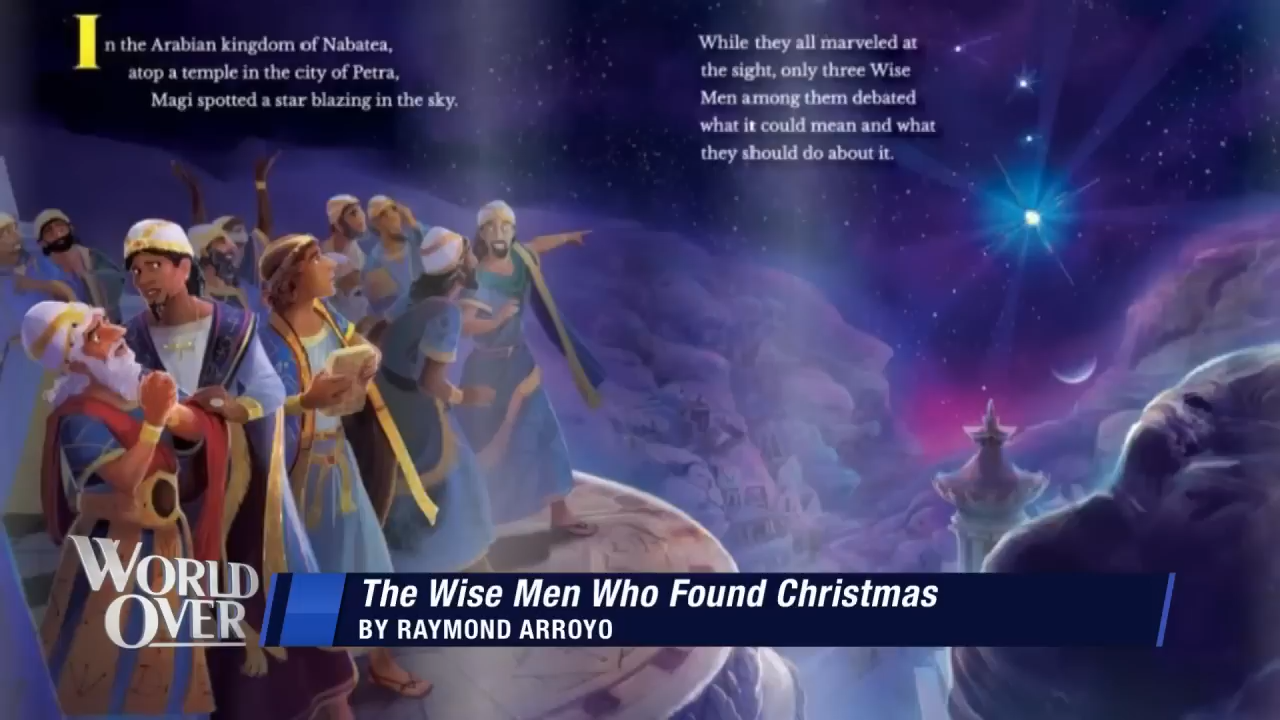 In the Arabian kingdom of Nabatea,
atop a temple in the city of Petra,
Magi spotted a star blazing in the sky.
While they all marveled at
the sight, only three Wise
Men among them debated
what it could mean and what
they should do about it.
WORLD
OVER
The Wise Men Who Found Christmas
BY RAYMOND ARROYO